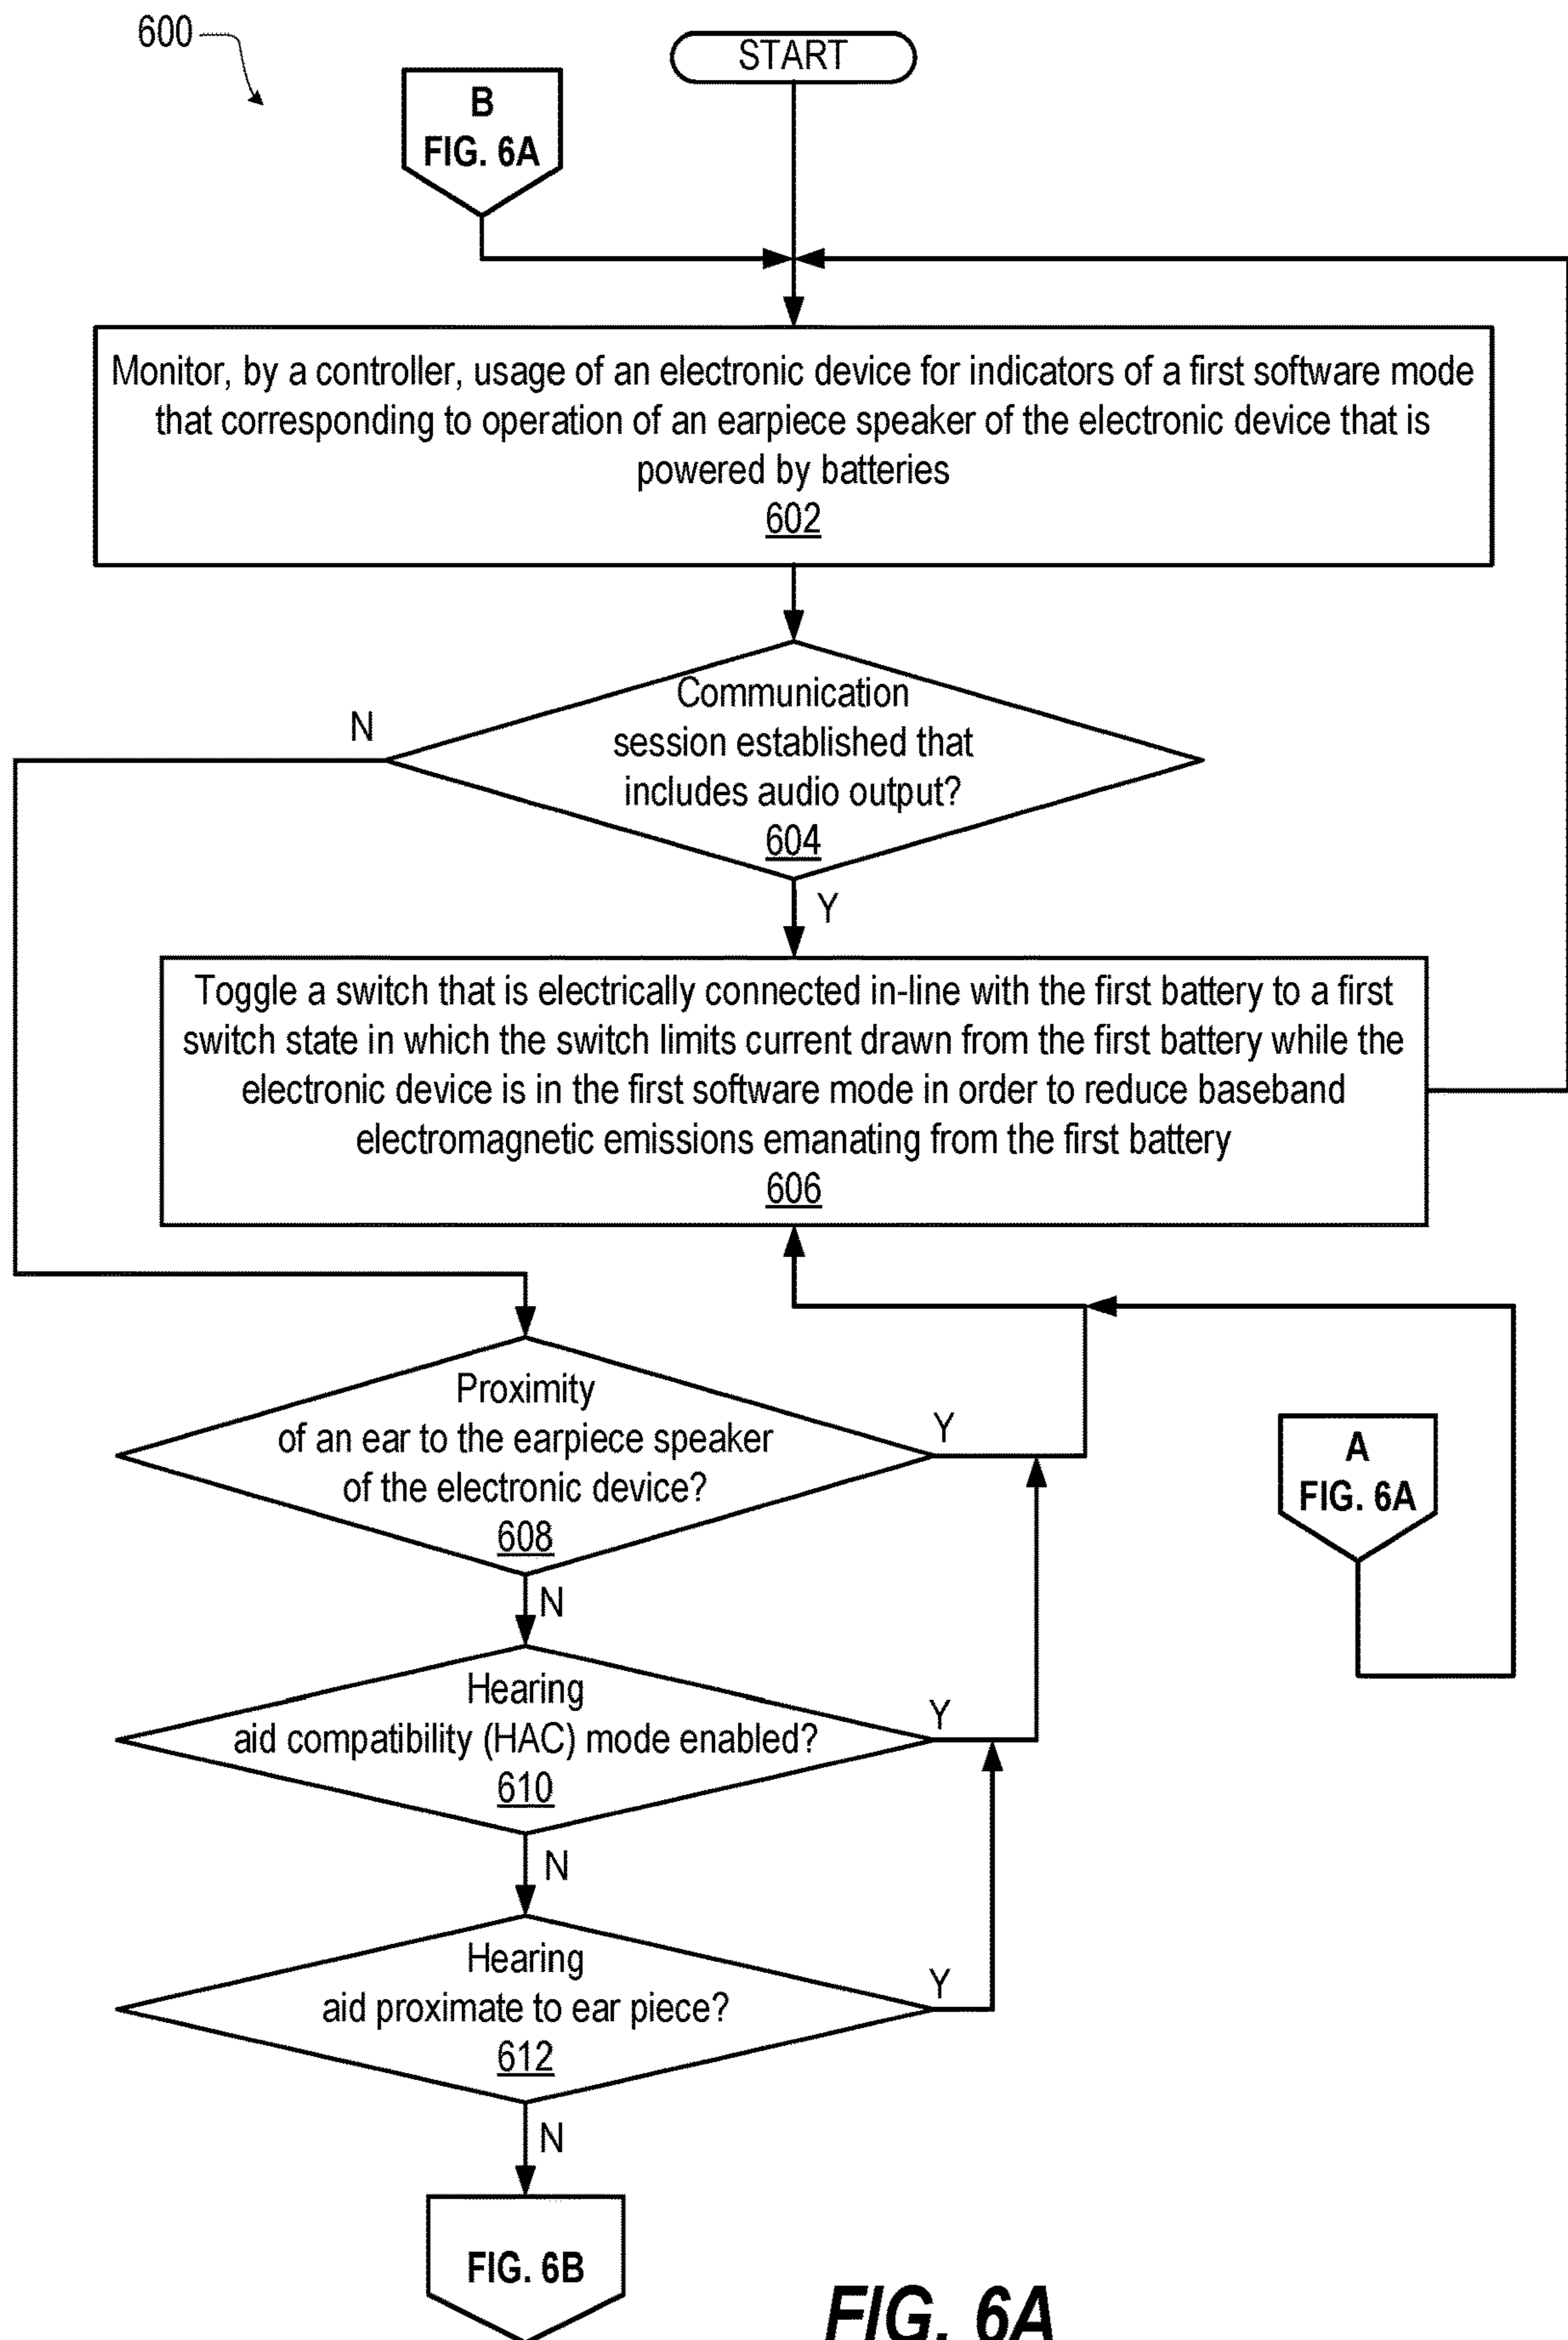 600
START
B
FIG. 6A
Monitor, by a controller, usage of an electronic device for indicators of a first software mode
that corresponding to operation of an earpiece speaker of the electronic device that is
powered by batteries
602
Communication
session established that
includes audio output?
604
N
Y
Toggle a switch that is electrically connected in-line with the first battery to a first
switch state in which the switch limits current drawn from the first battery while the
electronic device is in the first software mode in order to reduce baseband
electromagnetic emissions emanating from the first battery
606
Proximity
of an ear to the earpiece speaker
of the electronic device?
608
Y
N
A
FIG. 6A
Hearing
aid compatibility (HAC) mode enabled?
610
Y
N
Hearing
aid proximate to ear piece?
612
Y
N
FIG. 6B
FIG. 6A